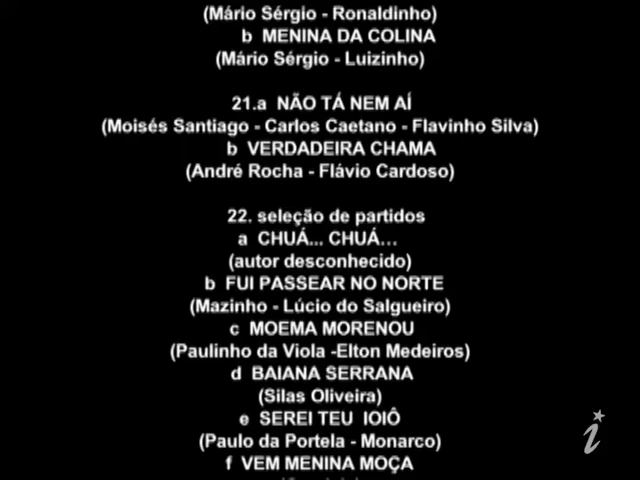 (Mário Sérgio - Ronaldinho)
b MENINA DA COLINA
(Mário Sérgio - Luizinho)
21.a NÃO TÁ NEM AÍ
(Moisés Santiago - Carlos Caetano - Flavinho Silva)
b VERDADEIRA CHAMA
(André Rocha - Flávio Cardoso)
22. seleção de partidos
a CHUÁ... CHUÁ...
(autor desconhecido)
b FUI PASSEAR NO NORTE
(Mazinho - Lúcio do Salgueiro)
c MOEMA MORENOU
(Paulinho da Viola -Elton Medeiros)
d BAIANA SERRANA
(Silas Oliveira)
e SEREI TEU IOIÔ
(Paulo da Portela - Monarco)
f VEM MENINA MOÇA
i